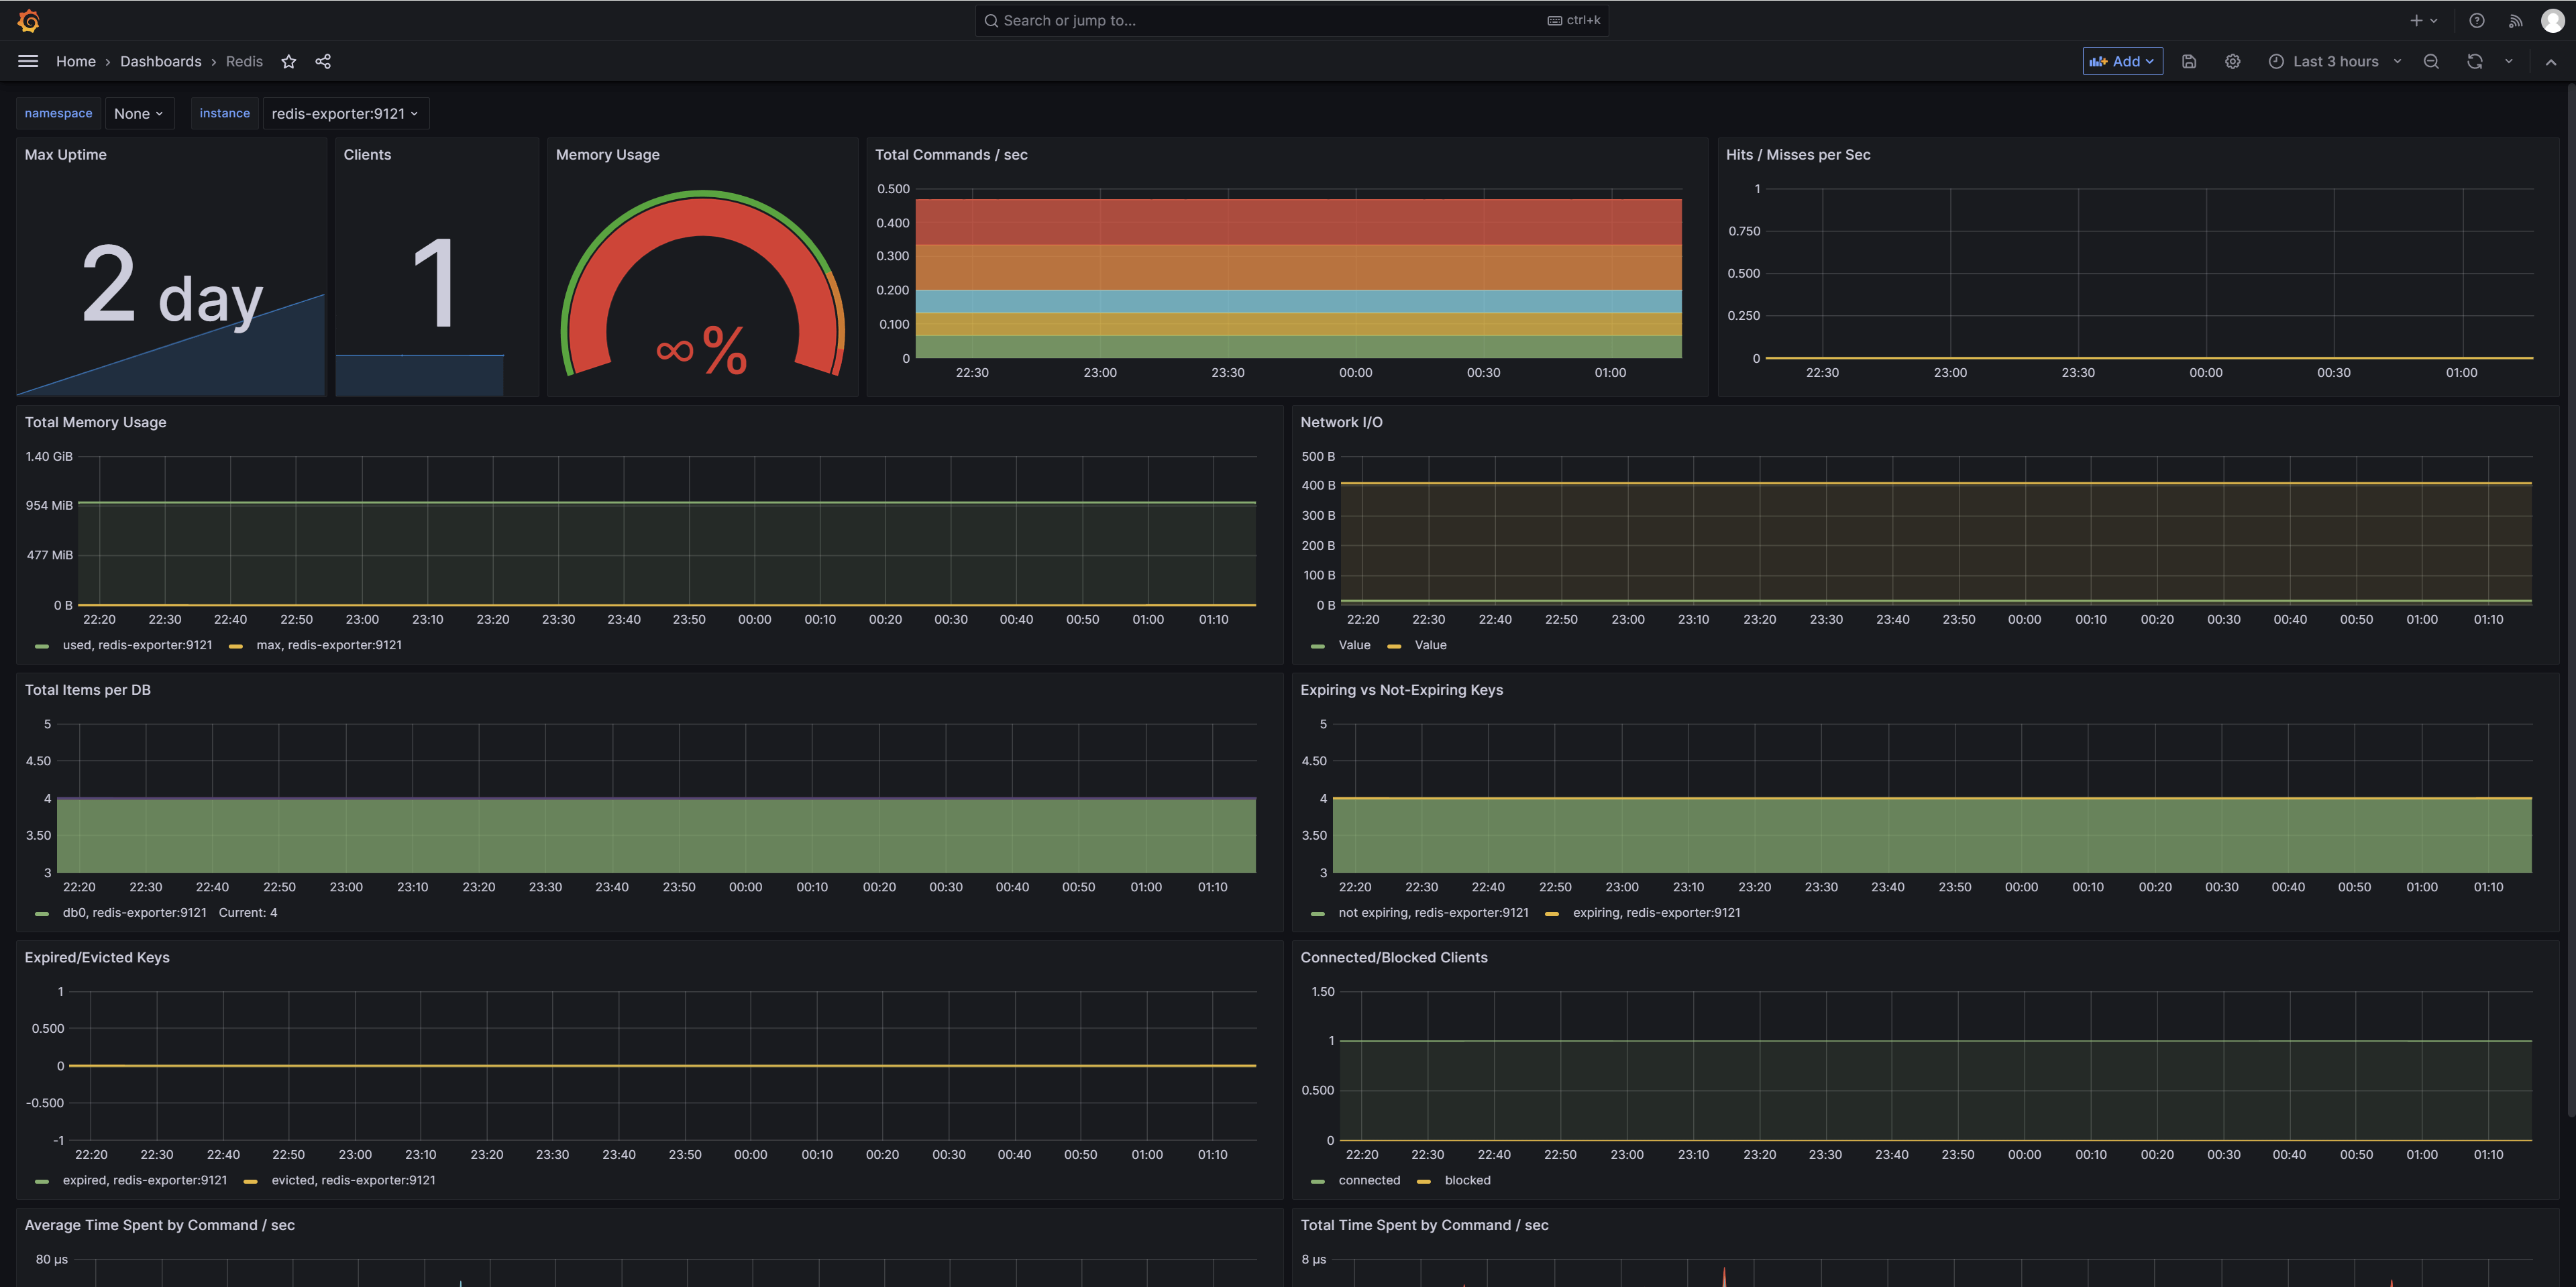 Search or jump to...
ctrl+k
Home › Dashboards › Redis
Add
Last 3 hours
namespace
None
instance
redis-exporter:9121
Max Uptime
2 day
Clients
1
Memory Usage
∞%
Total Commands / sec
0.500
0.400
0.300
0.200
0.100
0
22:30 23:00 23:30 00:00 00:30 01:00
Hits / Misses per Sec
1
0.750
0.500
0.250
0
22:30 23:00 23:30 00:00 00:30 01:00
Total Memory Usage
1.40 GiB
954 MiB
477 MiB
0 B
22:20 22:30 22:40 22:50 23:00 23:10 23:20 23:30 23:40 23:50 00:00 00:10 00:20 00:30 00:40 00:50 01:00 01:10
used, redis-exporter:9121 max, redis-exporter:9121
Network I/O
500 B
400 B
300 B
200 B
100 B
0 B
22:20 22:30 22:40 22:50 23:00 23:10 23:20 23:30 23:40 23:50 00:00 00:10 00:20 00:30 00:40 00:50 01:00 01:10
Value Value
Total Items per DB
5
4.50
4
3.50
3
22:20 22:30 22:40 22:50 23:00 23:10 23:20 23:30 23:40 23:50 00:00 00:10 00:20 00:30 00:40 00:50 01:00 01:10
db0, redis-exporter:9121 Current: 4
Expiring vs Not-Expiring Keys
5
4.50
4
3.50
3
22:20 22:30 22:40 22:50 23:00 23:10 23:20 23:30 23:40 23:50 00:00 00:10 00:20 00:30 00:40 00:50 01:00 01:10
not expiring, redis-exporter:9121 expiring, redis-exporter:9121
Expired/Evicted Keys
1
0.500
0
-0.500
-1
22:20 22:30 22:40 22:50 23:00 23:10 23:20 23:30 23:40 23:50 00:00 00:10 00:20 00:30 00:40 00:50 01:00 01:10
expired, redis-exporter:9121 evicted, redis-exporter:9121
Connected/Blocked Clients
1.50
1
0.500
0
22:20 22:30 22:40 22:50 23:00 23:10 23:20 23:30 23:40 23:50 00:00 00:10 00:20 00:30 00:40 00:50 01:00 01:10
connected blocked
Average Time Spent by Command / sec
80 µs
Total Time Spent by Command / sec
8 µs